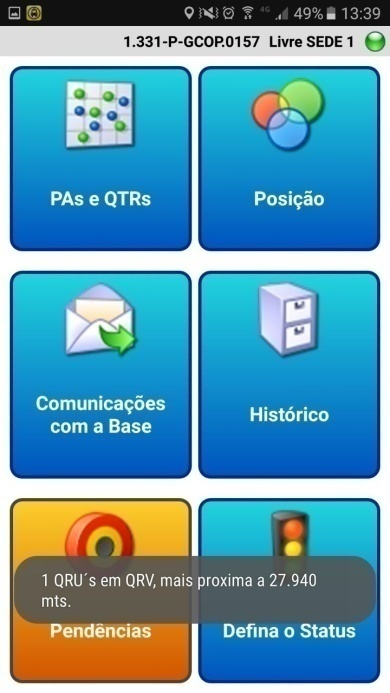 4G 49% 13:39
1.331-P-GCOP.0157 Livre SEDE 1
PAs e QTRs
Posição
Comunicações
com a Base
Histórico
1 QRU´s em QRV, mais proxima a 27.940
mts.
Pendências
Defina o Status